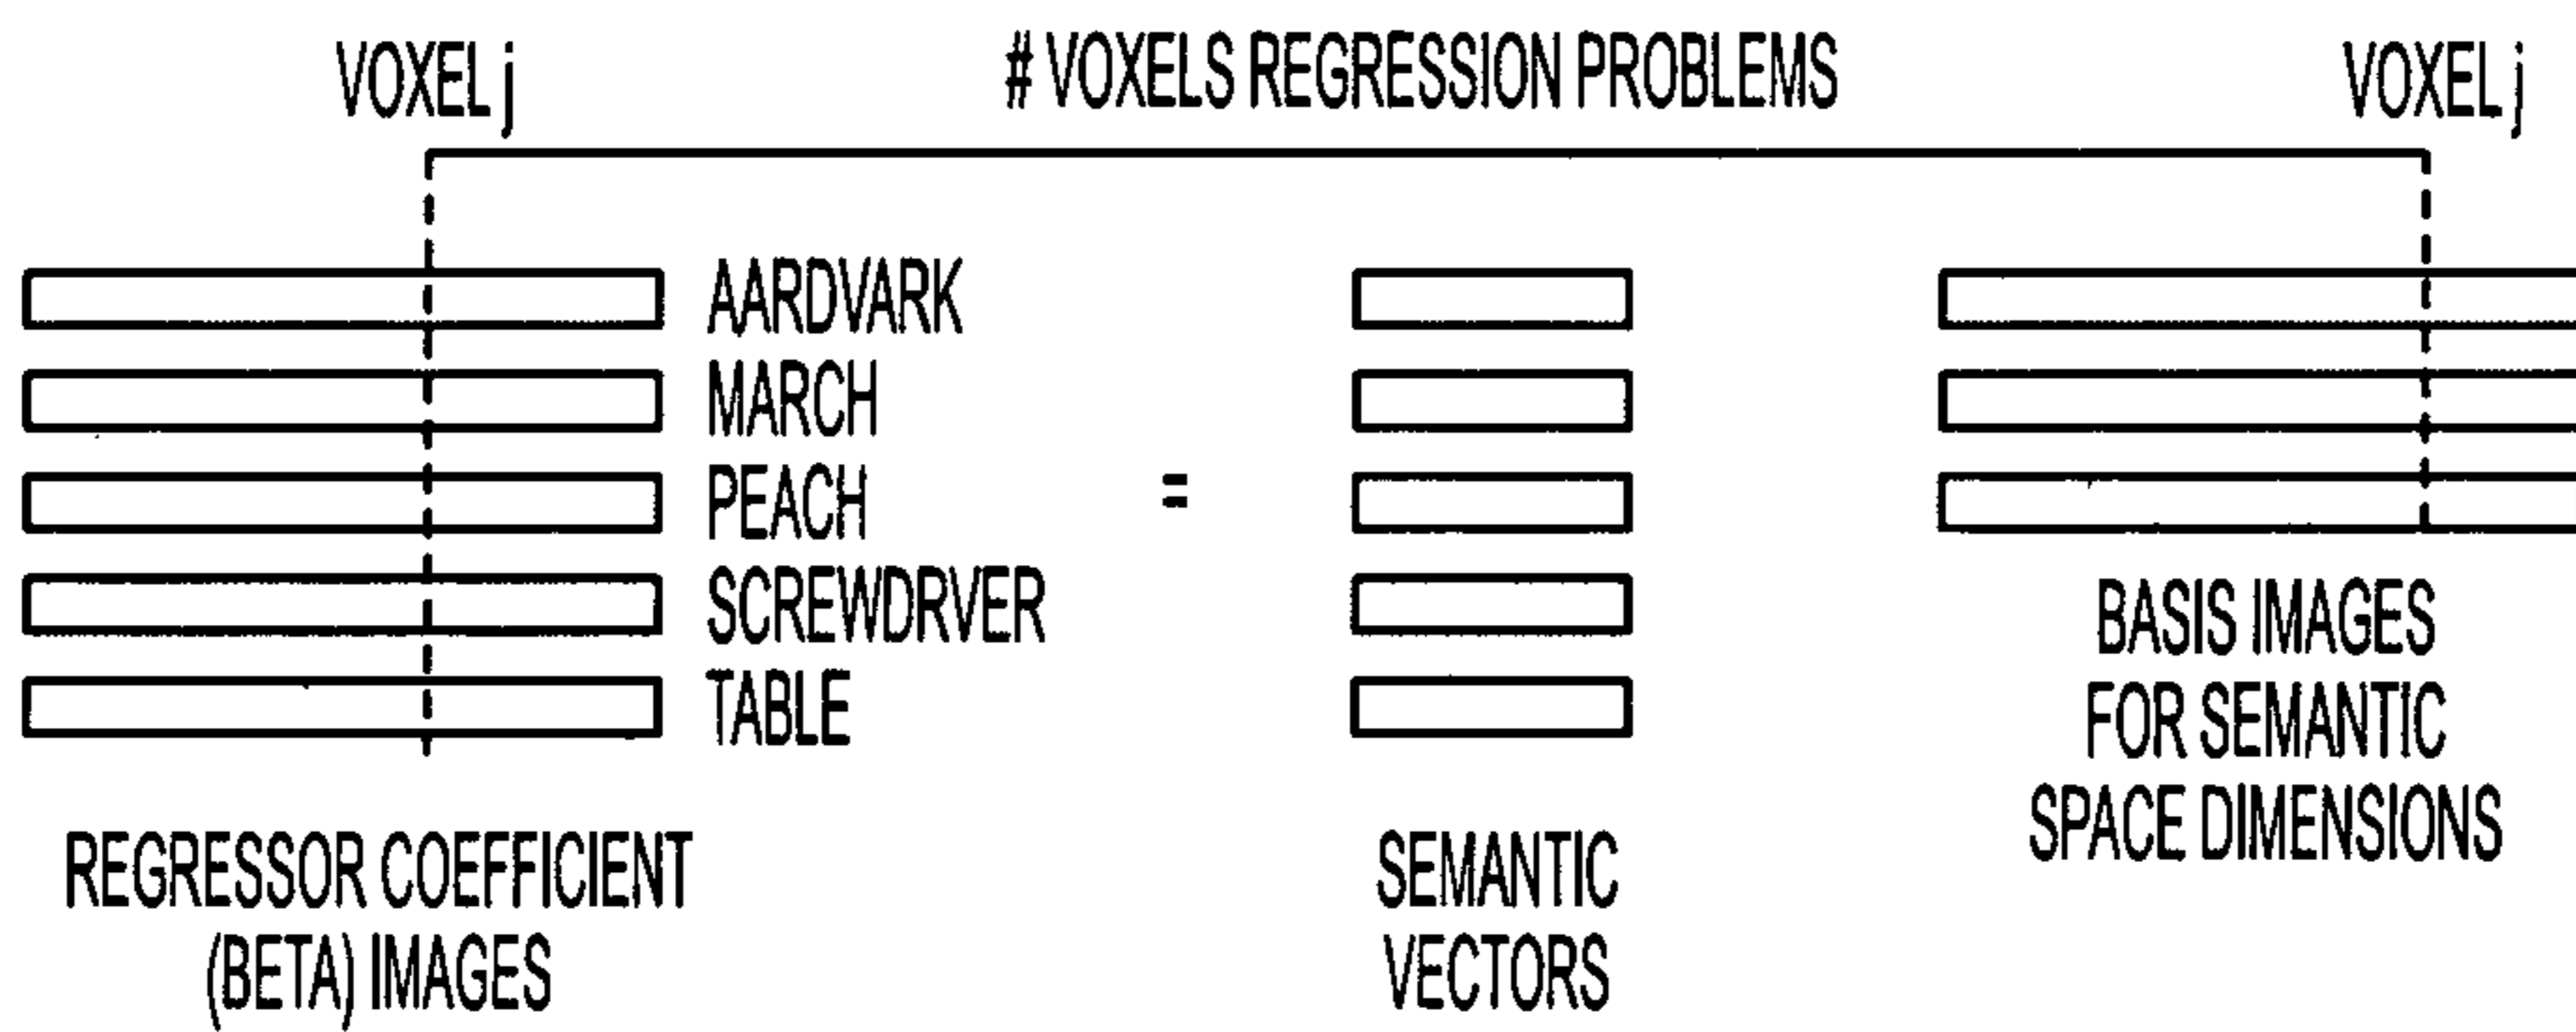 VOXEL j
# VOXELS REGRESSION PROBLEMS
VOXEL j
AARDVARK
MARCH
PEACH
=
SCREWDRVER
TABLE
REGRESSOR COEFFICIENT
(BETA) IMAGES
SEMANTIC
VECTORS
BASIS IMAGES
FOR SEMANTIC
SPACE DIMENSIONS